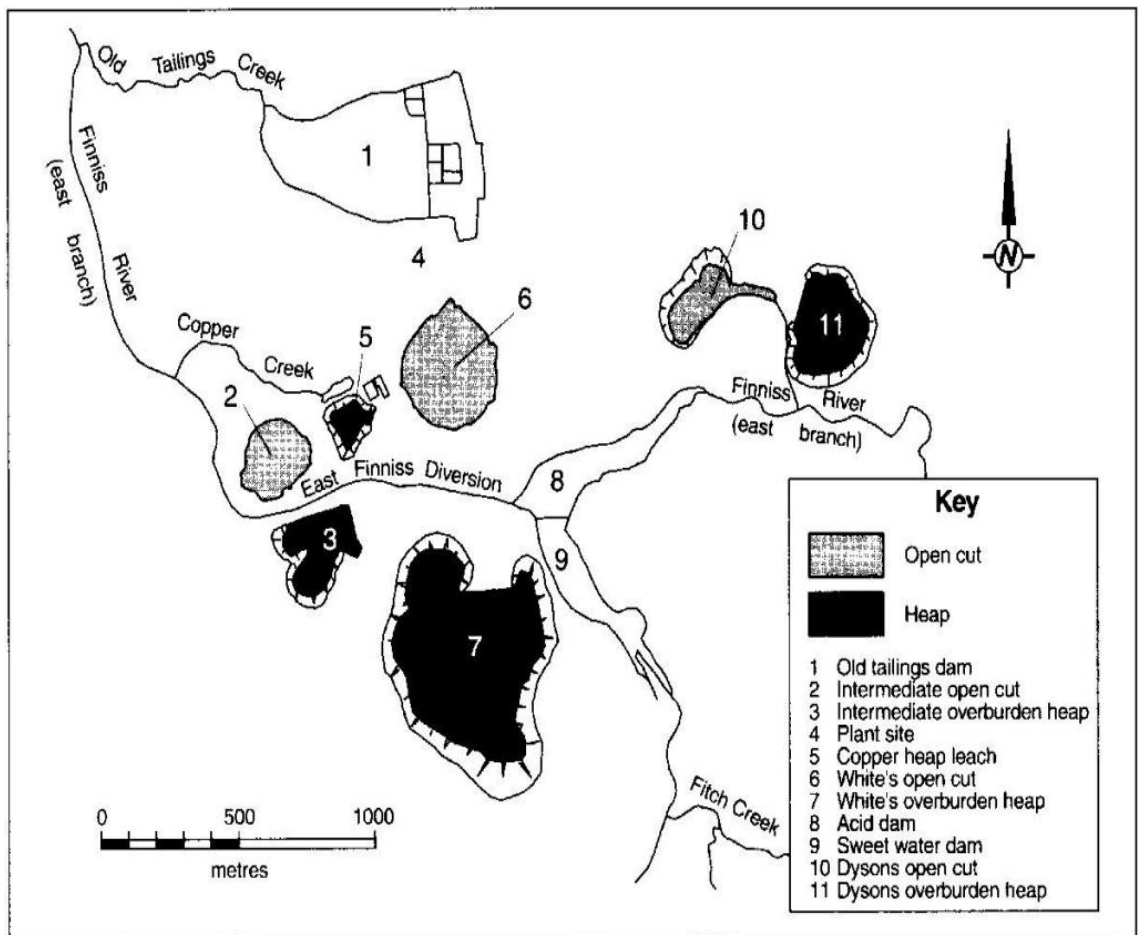 Old Tailings Creek
Finniss River
(east branch)
1
4
10
6
11
Copper Creek
5
2
Finniss River
(east branch)
East Finniss Diversion
8
3
9
7
Fitch Creek
N
0 500 1000
metres
Key
Open cut
Heap
1 Old tailings dam
2 Intermediate open cut
3 Intermediate overburden heap
4 Plant site
5 Copper heap leach
6 White's open cut
7 White's overburden heap
8 Acid dam
9 Sweet water dam
10 Dysons open cut
11 Dysons overburden heap